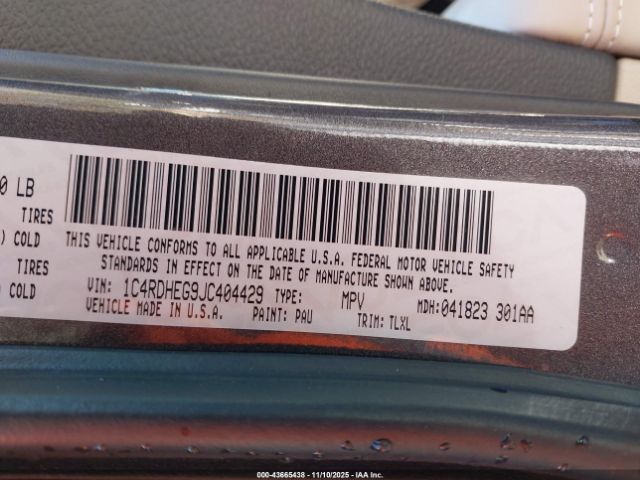 0 LB
TIRES
) COLD
TIRES
COLD
THIS VEHICLE CONFORMS TO ALL APPLICABLE U.S.A. FEDERAL MOTOR VEHICLE SAFETY
STANDARDS IN EFFECT ON THE DATE OF MANUFACTURE SHOWN ABOVE.
VIN: 1C4RDHEG9JC404429 TYPE: MPV MDH:041823 301AA
VEHICLE MADE IN U.S.A. PAINT: PAU TRIM: TLXL
000-43665438 - 11/10/2025 - IAA Inc.